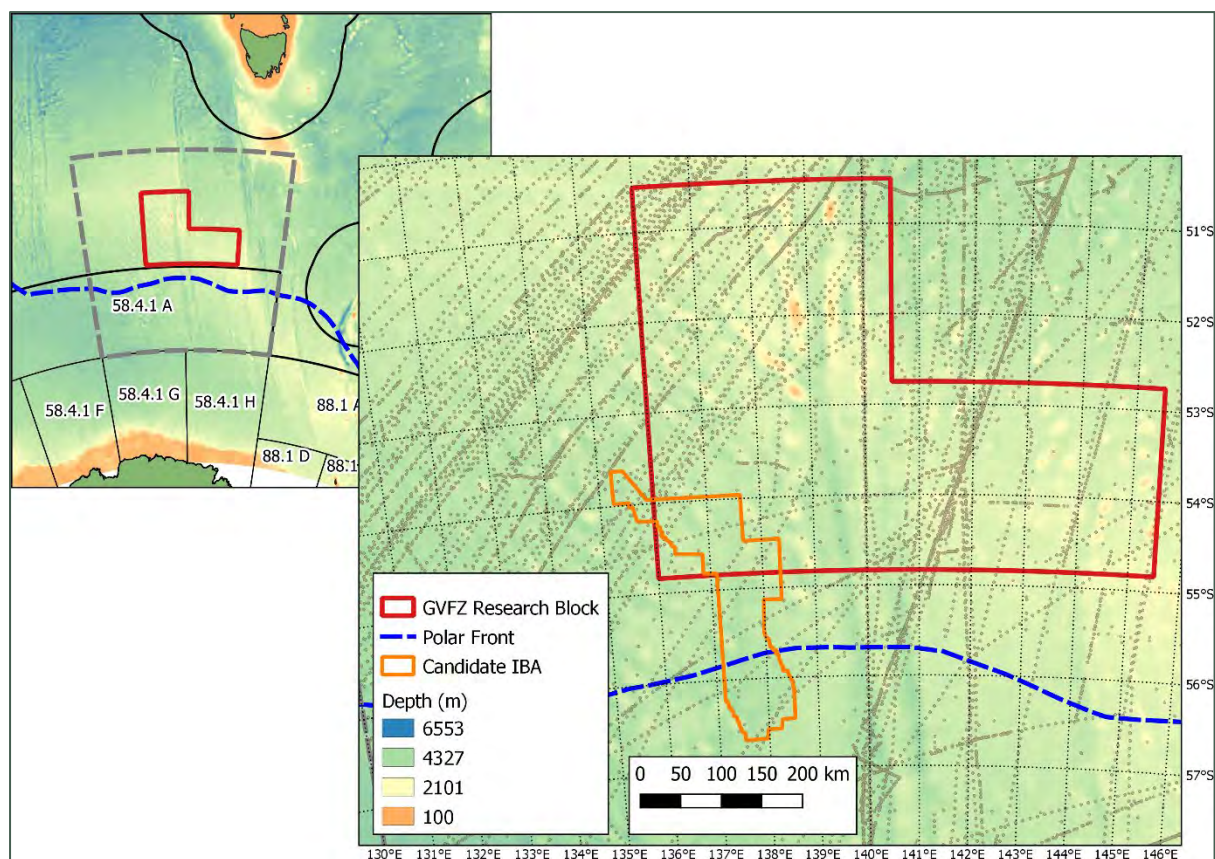 58.4.1 A
58.4.1 F
58.4.1 G
58.4.1 H
88.1 A
88.1 D
88.1
51°S
52°S
53°S
54°S
55°S
56°S
57°S
GVFZ Research Block
Polar Front
Candidate IBA
Depth (m)
6553
4327
2101
100
0 50 100 150 200 km
130°E 131°E 132°E 133°E 134°E 135°E 136°E 137°E 138°E 139°E 140°E 141°E 142°E 143°E 144°E 145°E 146°E